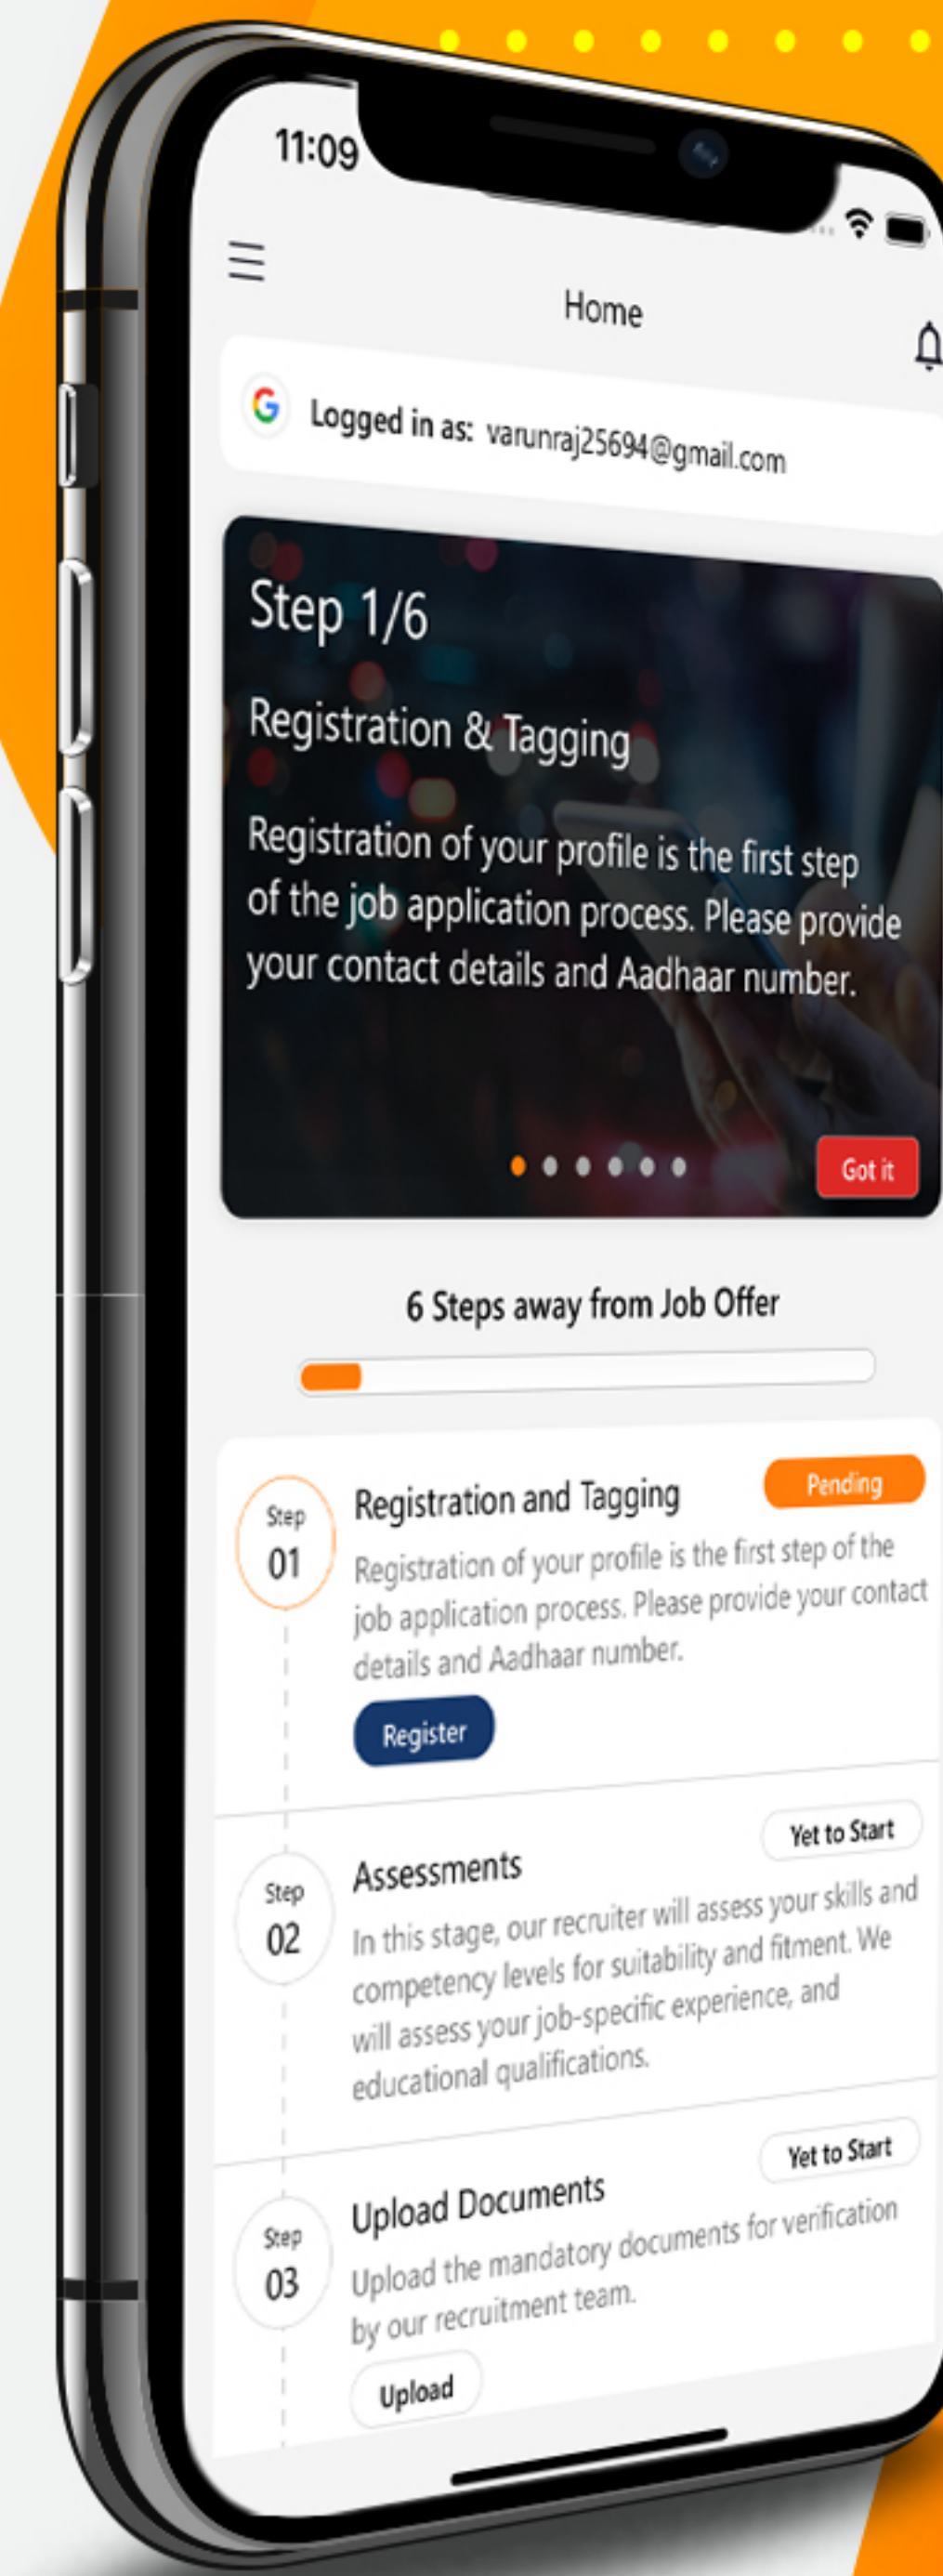 11:09
Home
Logged in as: varunraj25694@gmail.com
Step 1/6
Registration & Tagging
Registration of your profile is the first step
of the job application process. Please provide
your contact details and Aadhaar number.
Got it
6 Steps away from Job Offer
Step
01
Registration and Tagging
Pending
Registration of your profile is the first step of the
job application process. Please provide your contact
details and Aadhaar number.
Register
Step
02
Assessments
Yet to Start
In this stage, our recruiter will assess your skills and
competency levels for suitability and fitment. We
will assess your job-specific experience, and
educational qualifications.
Step
03
Upload Documents
Yet to Start
Upload the mandatory documents for verification
by our recruitment team.
Upload